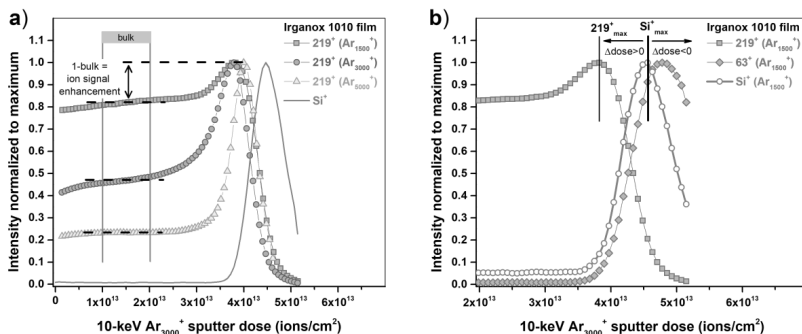 a)
bulk
Irganox 1010 film
219⁺ (Ar₁₅₀₀⁺)
219⁺ (Ar₃₀₀₀⁺)
219⁺ (Ar₅₀₀₀⁺)
Si⁺
1-bulk =
ion signal
enhancement
Intensity normalized to maximum
1.1
1.0
0.9
0.8
0.7
0.6
0.5
0.4
0.3
0.2
0.1
0.0
0 1x10¹³ 2x10¹³ 3x10¹³ 4x10¹³ 5x10¹³ 6x10¹³
10-keV Ar₃₀₀₀⁺ sputter dose (ions/cm²)
b)
219⁺max Si⁺max
Δdose>0 Δdose<0
Irganox 1010 film
219⁺ (Ar₁₅₀₀⁺)
63⁺ (Ar₁₅₀₀⁺)
Si⁺ (Ar₁₅₀₀⁺)
Intensity normalized to maximum
1.1
1.0
0.9
0.8
0.7
0.6
0.5
0.4
0.3
0.2
0.1
0.0
2x10¹³ 3x10¹³ 4x10¹³ 5x10¹³ 6x10¹³
10-keV Ar₃₀₀₀⁺ sputter dose (ions/cm²)